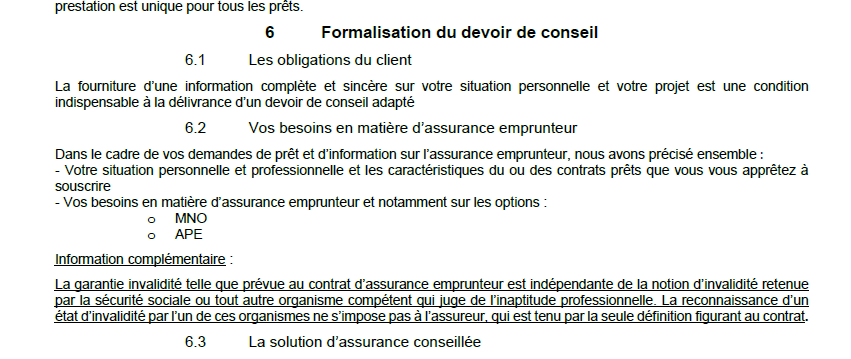 prestation est unique pour tous les prêts.
6 Formalisation du devoir de conseil
6.1 Les obligations du client
La fourniture d’une information complète et sincère sur votre situation personnelle et votre projet est une condition
indispensable à la délivrance d’un devoir de conseil adapté
6.2 Vos besoins en matière d’assurance emprunteur
Dans le cadre de vos demandes de prêt et d’information sur l’assurance emprunteur, nous avons précisé ensemble :
- Votre situation personnelle et professionnelle et les caractéristiques du ou des contrats prêts que vous vous apprêtez à
souscrire
- Vos besoins en matière d’assurance emprunteur et notamment sur les options :
o MNO
o APE
Information complémentaire :
La garantie invalidité telle que prévue au contrat d’assurance emprunteur est indépendante de la notion d’invalidité retenue
par la sécurité sociale ou tout autre organisme compétent qui juge de l’inaptitude professionnelle. La reconnaissance d’un
état d’invalidité par l’un de ces organismes ne s’impose pas à l’assureur, qui est tenu par la seule définition figurant au contrat.
6.3 La solution d’assurance conseillée